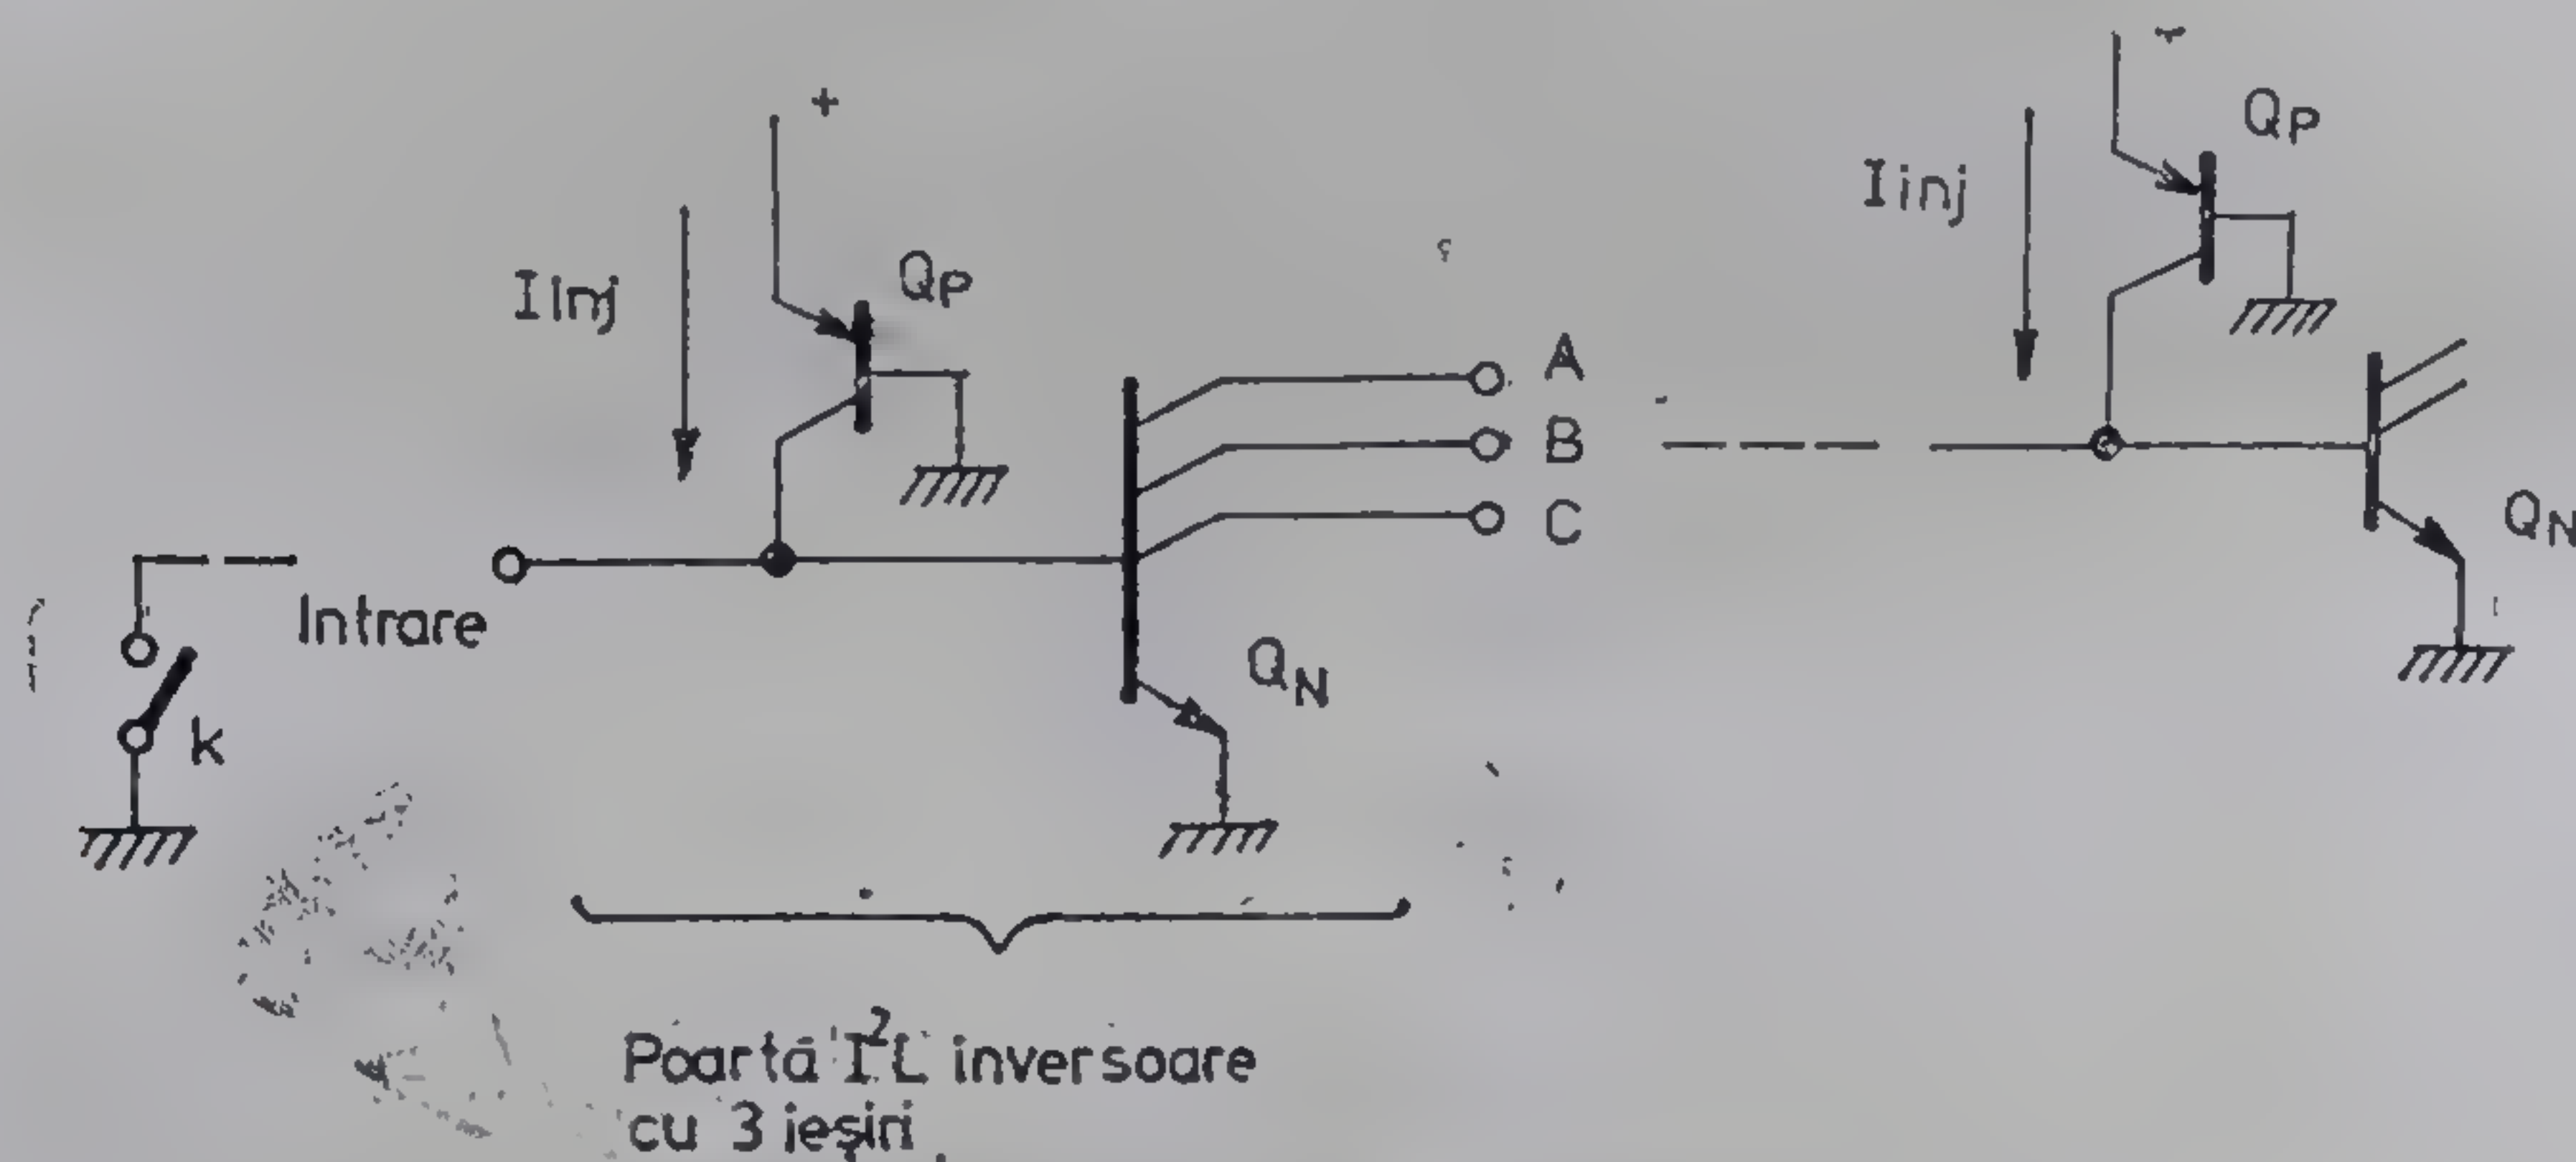 +
Iinj
QP
A
B
C
Intrare
k
QN
Iinj
QP
QN
Poartă I²L inversoare
cu 3 ieșiri